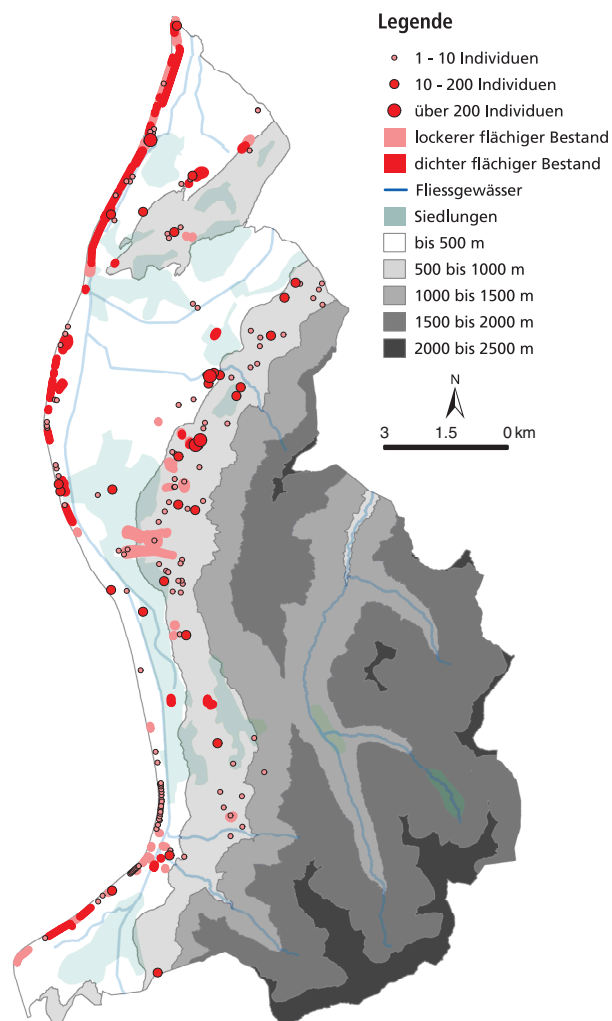 Legende
1 - 10 Individuen
10 - 200 Individuen
über 200 Individuen
lockerer flächiger Bestand
dichter flächiger Bestand
Fliessgewässer
Siedlungen
bis 500 m
500 bis 1000 m
1000 bis 1500 m
1500 bis 2000 m
2000 bis 2500 m
N
3 1.5 0 km